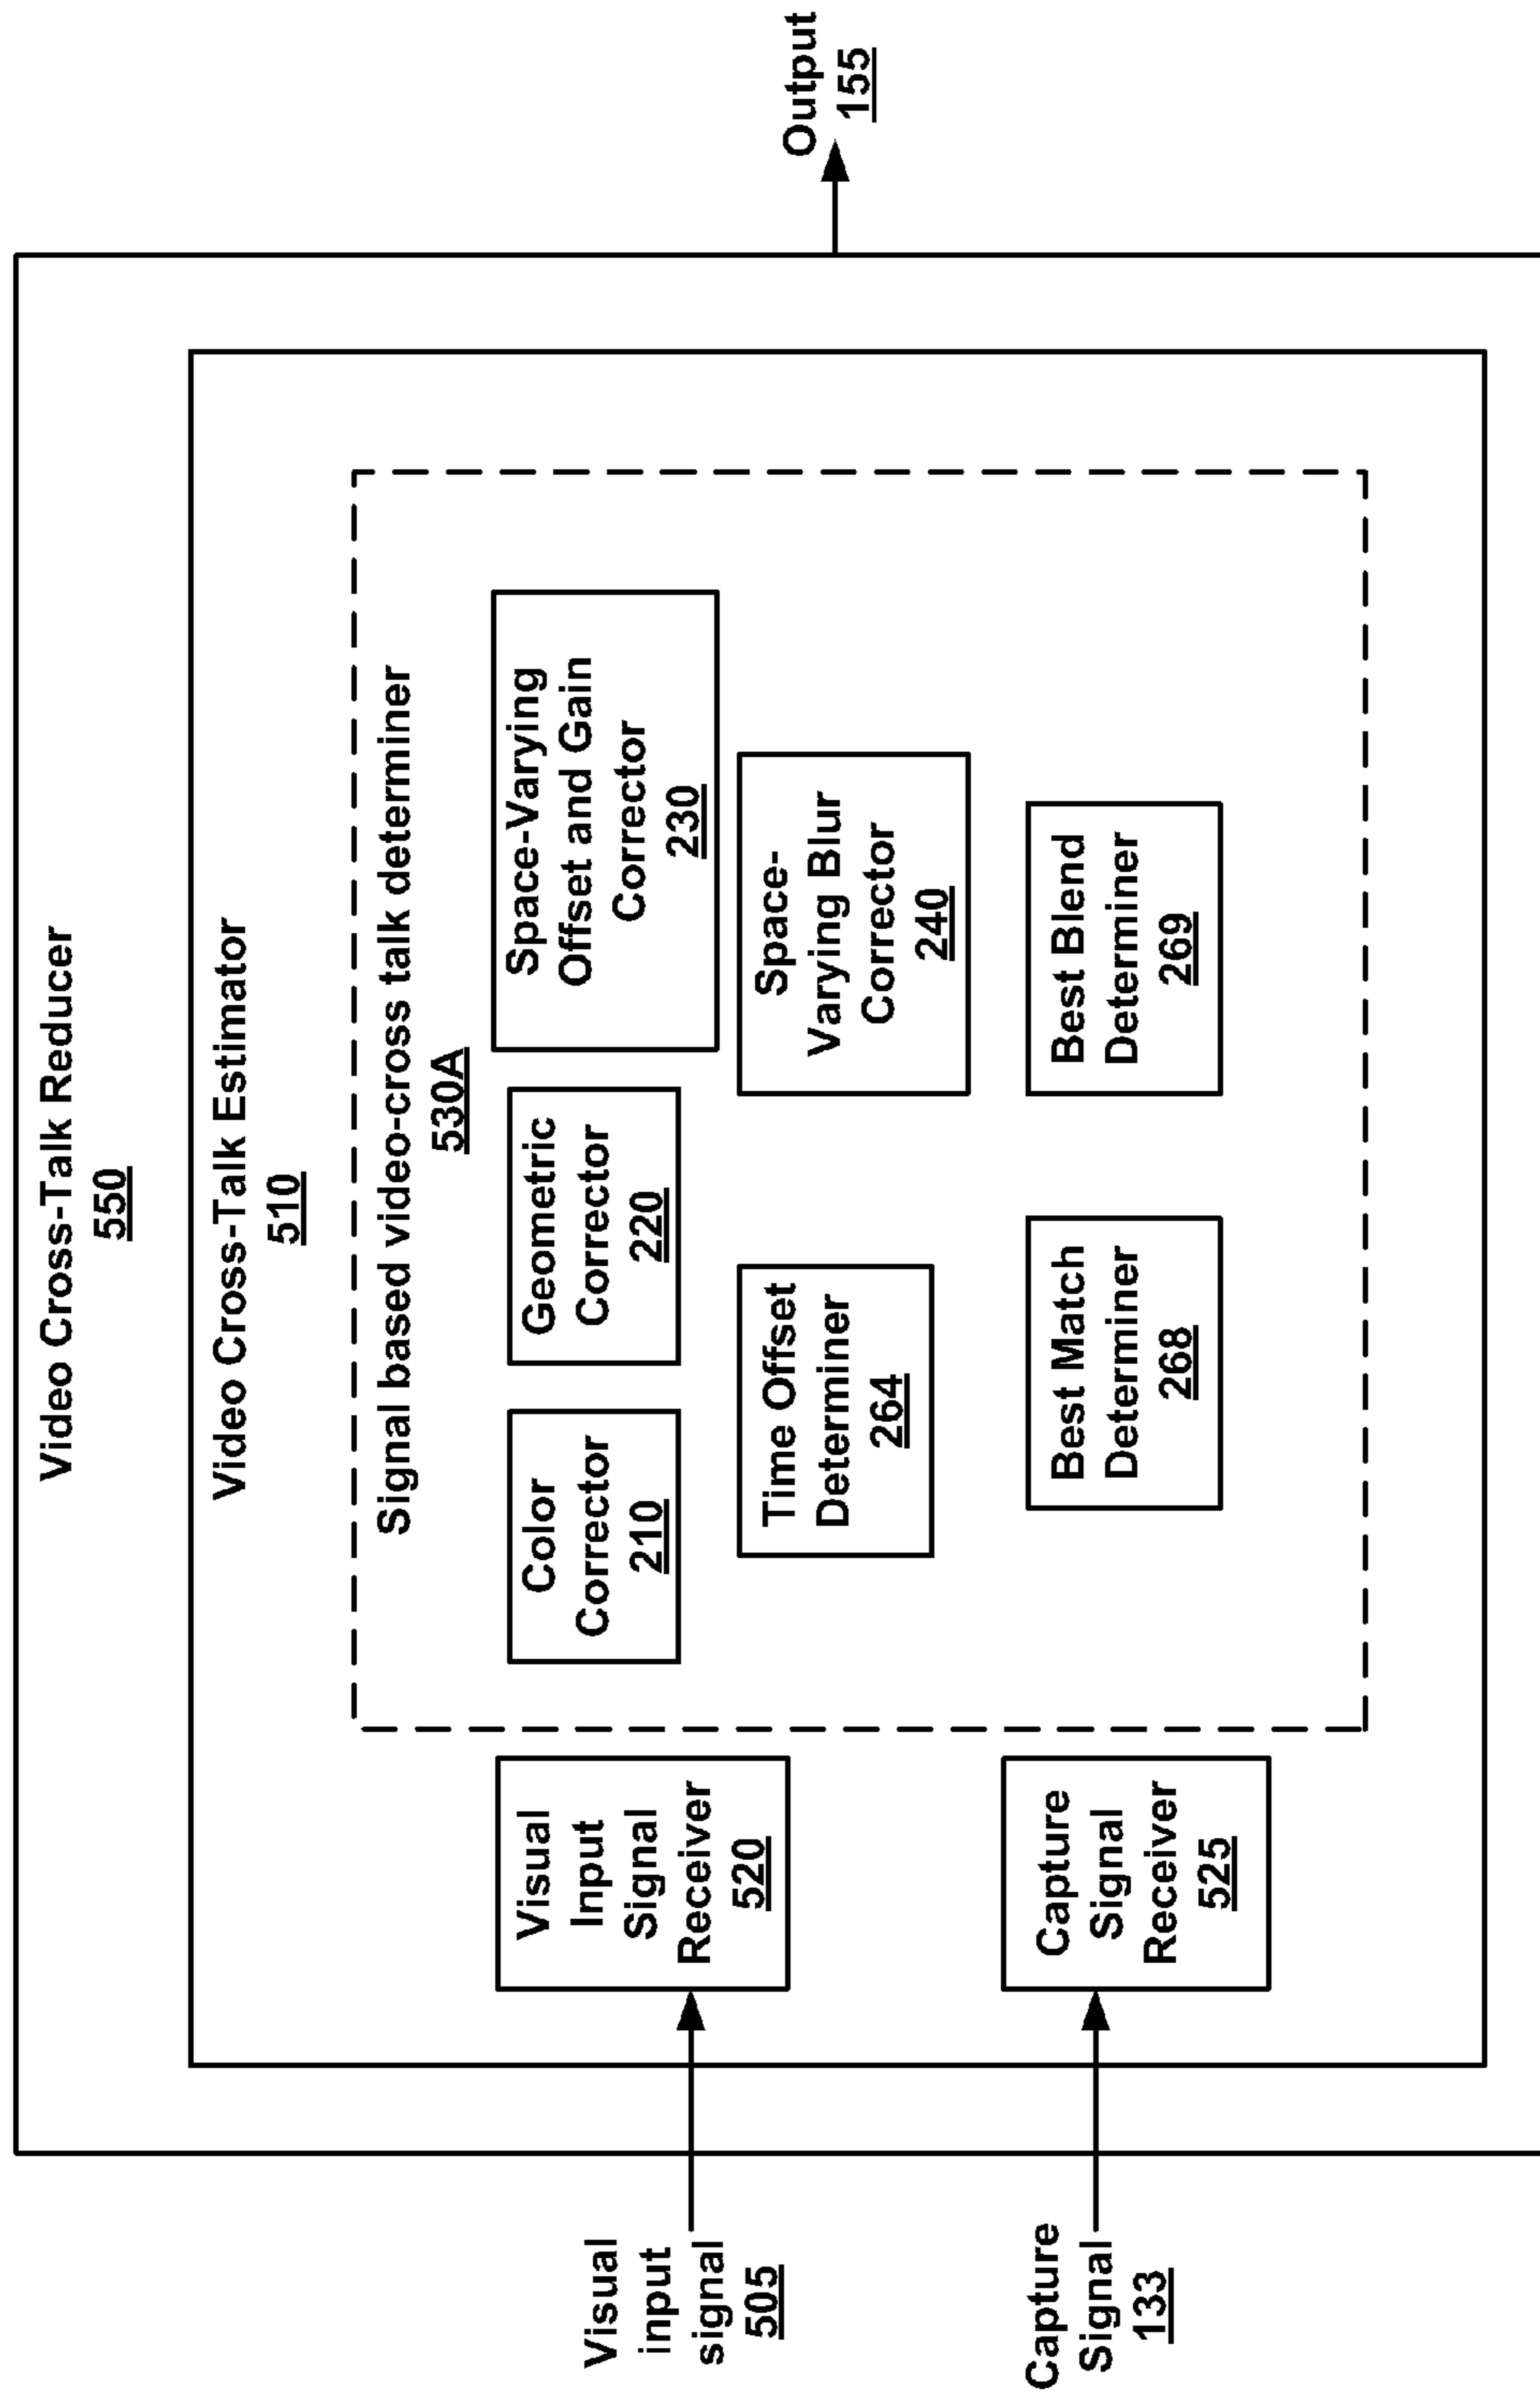 Video Cross-Talk Reducer
550
Video Cross-Talk Estimator
510
Signal based video-cross talk determiner
530A
Visual
input
signal
505
Capture
Signal
133
Visual
Input
Signal
Receiver
520
Capture
Signal
Receiver
525
Color
Corrector
210
Geometric
Corrector
220
Space-Varying
Offset and Gain
Corrector
230
Time Offset
Determiner
264
Space-
Varying Blur
Corrector
240
Best Match
Determiner
268
Best Blend
Determiner
269
Output
155